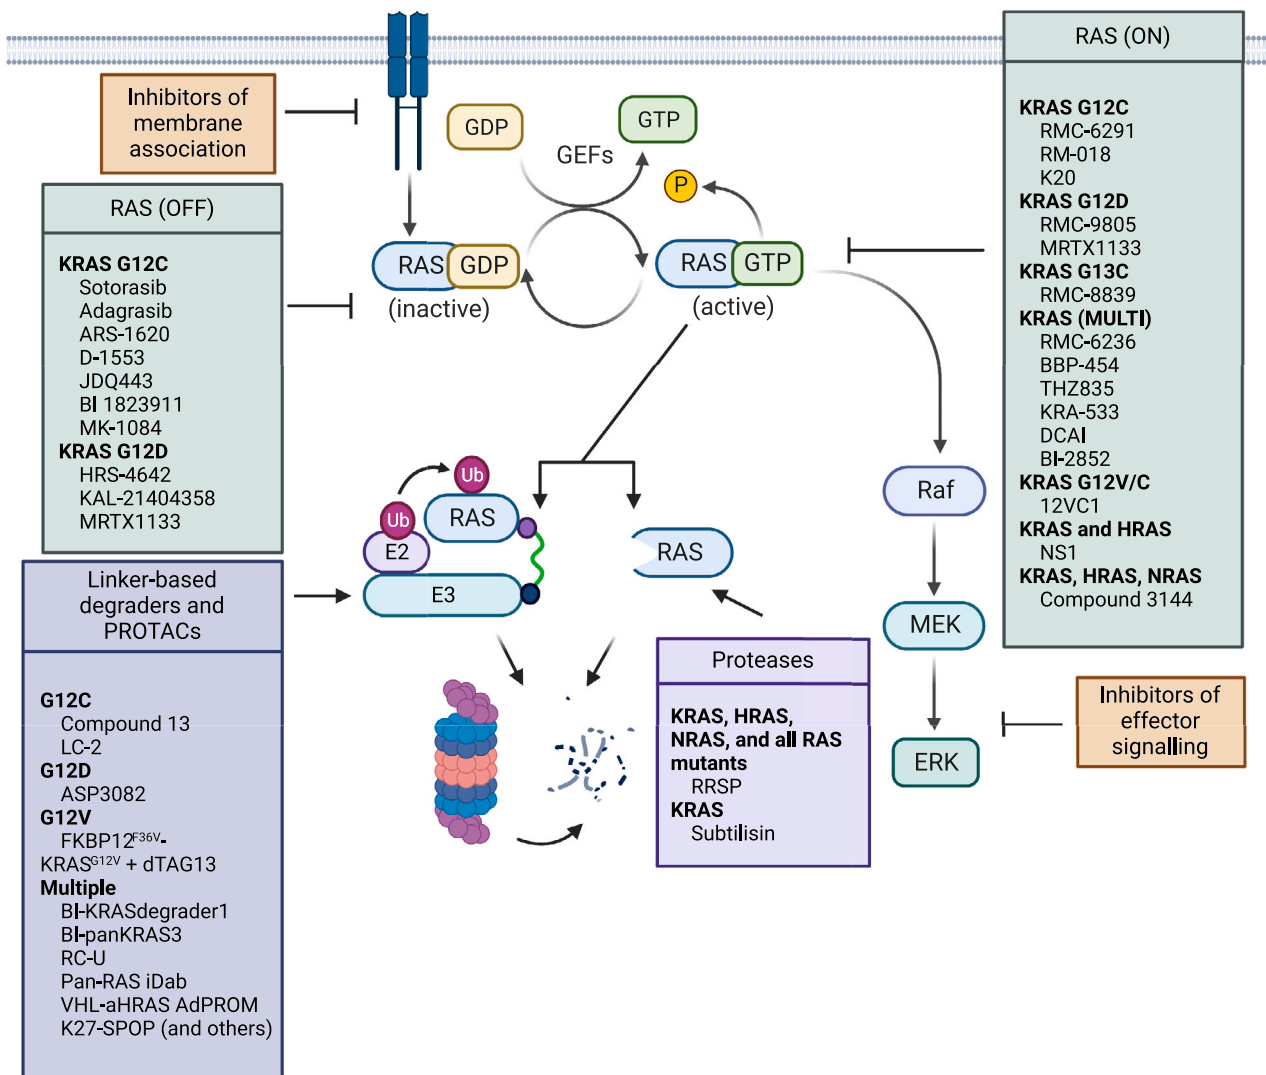 Inhibitors of
membrane
association
GDP
GEFs
GTP
P
RAS
GDP
(inactive)
RAS
GTP
(active)
RAS (OFF)
KRAS G12C
Sotorasib
Adagrasib
ARS-1620
D-1553
JDQ443
BI 1823911
MK-1084
KRAS G12D
HRS-4642
KAL-21404358
MRTX1133
RAS (ON)
KRAS G12C
RMC-6291
RM-018
K20
KRAS G12D
RMC-9805
MRTX1133
KRAS G13C
RMC-8839
KRAS (MULTI)
RMC-6236
BBP-454
THZ835
KRA-533
DCAI
BI-2852
KRAS G12V/C
12VC1
KRAS and HRAS
NS1
KRAS, HRAS, NRAS
Compound 3144
Ub
Ub
RAS
E2
E3
RAS
Raf
MEK
ERK
Linker-based
degraders and
PROTACs
G12C
Compound 13
LC-2
G12D
ASP3082
G12V
FKBP12F36V-
KRASG12V + dTAG13
Multiple
BI-KRASdegrader1
BI-panKRAS3
RC-U
Pan-RAS iDab
VHL-aHRAS AdPROM
K27-SPOP (and others)
Proteases
KRAS, HRAS,
NRAS, and all RAS
mutants
RRSP
KRAS
Subtilisin
Inhibitors of
effector
signalling